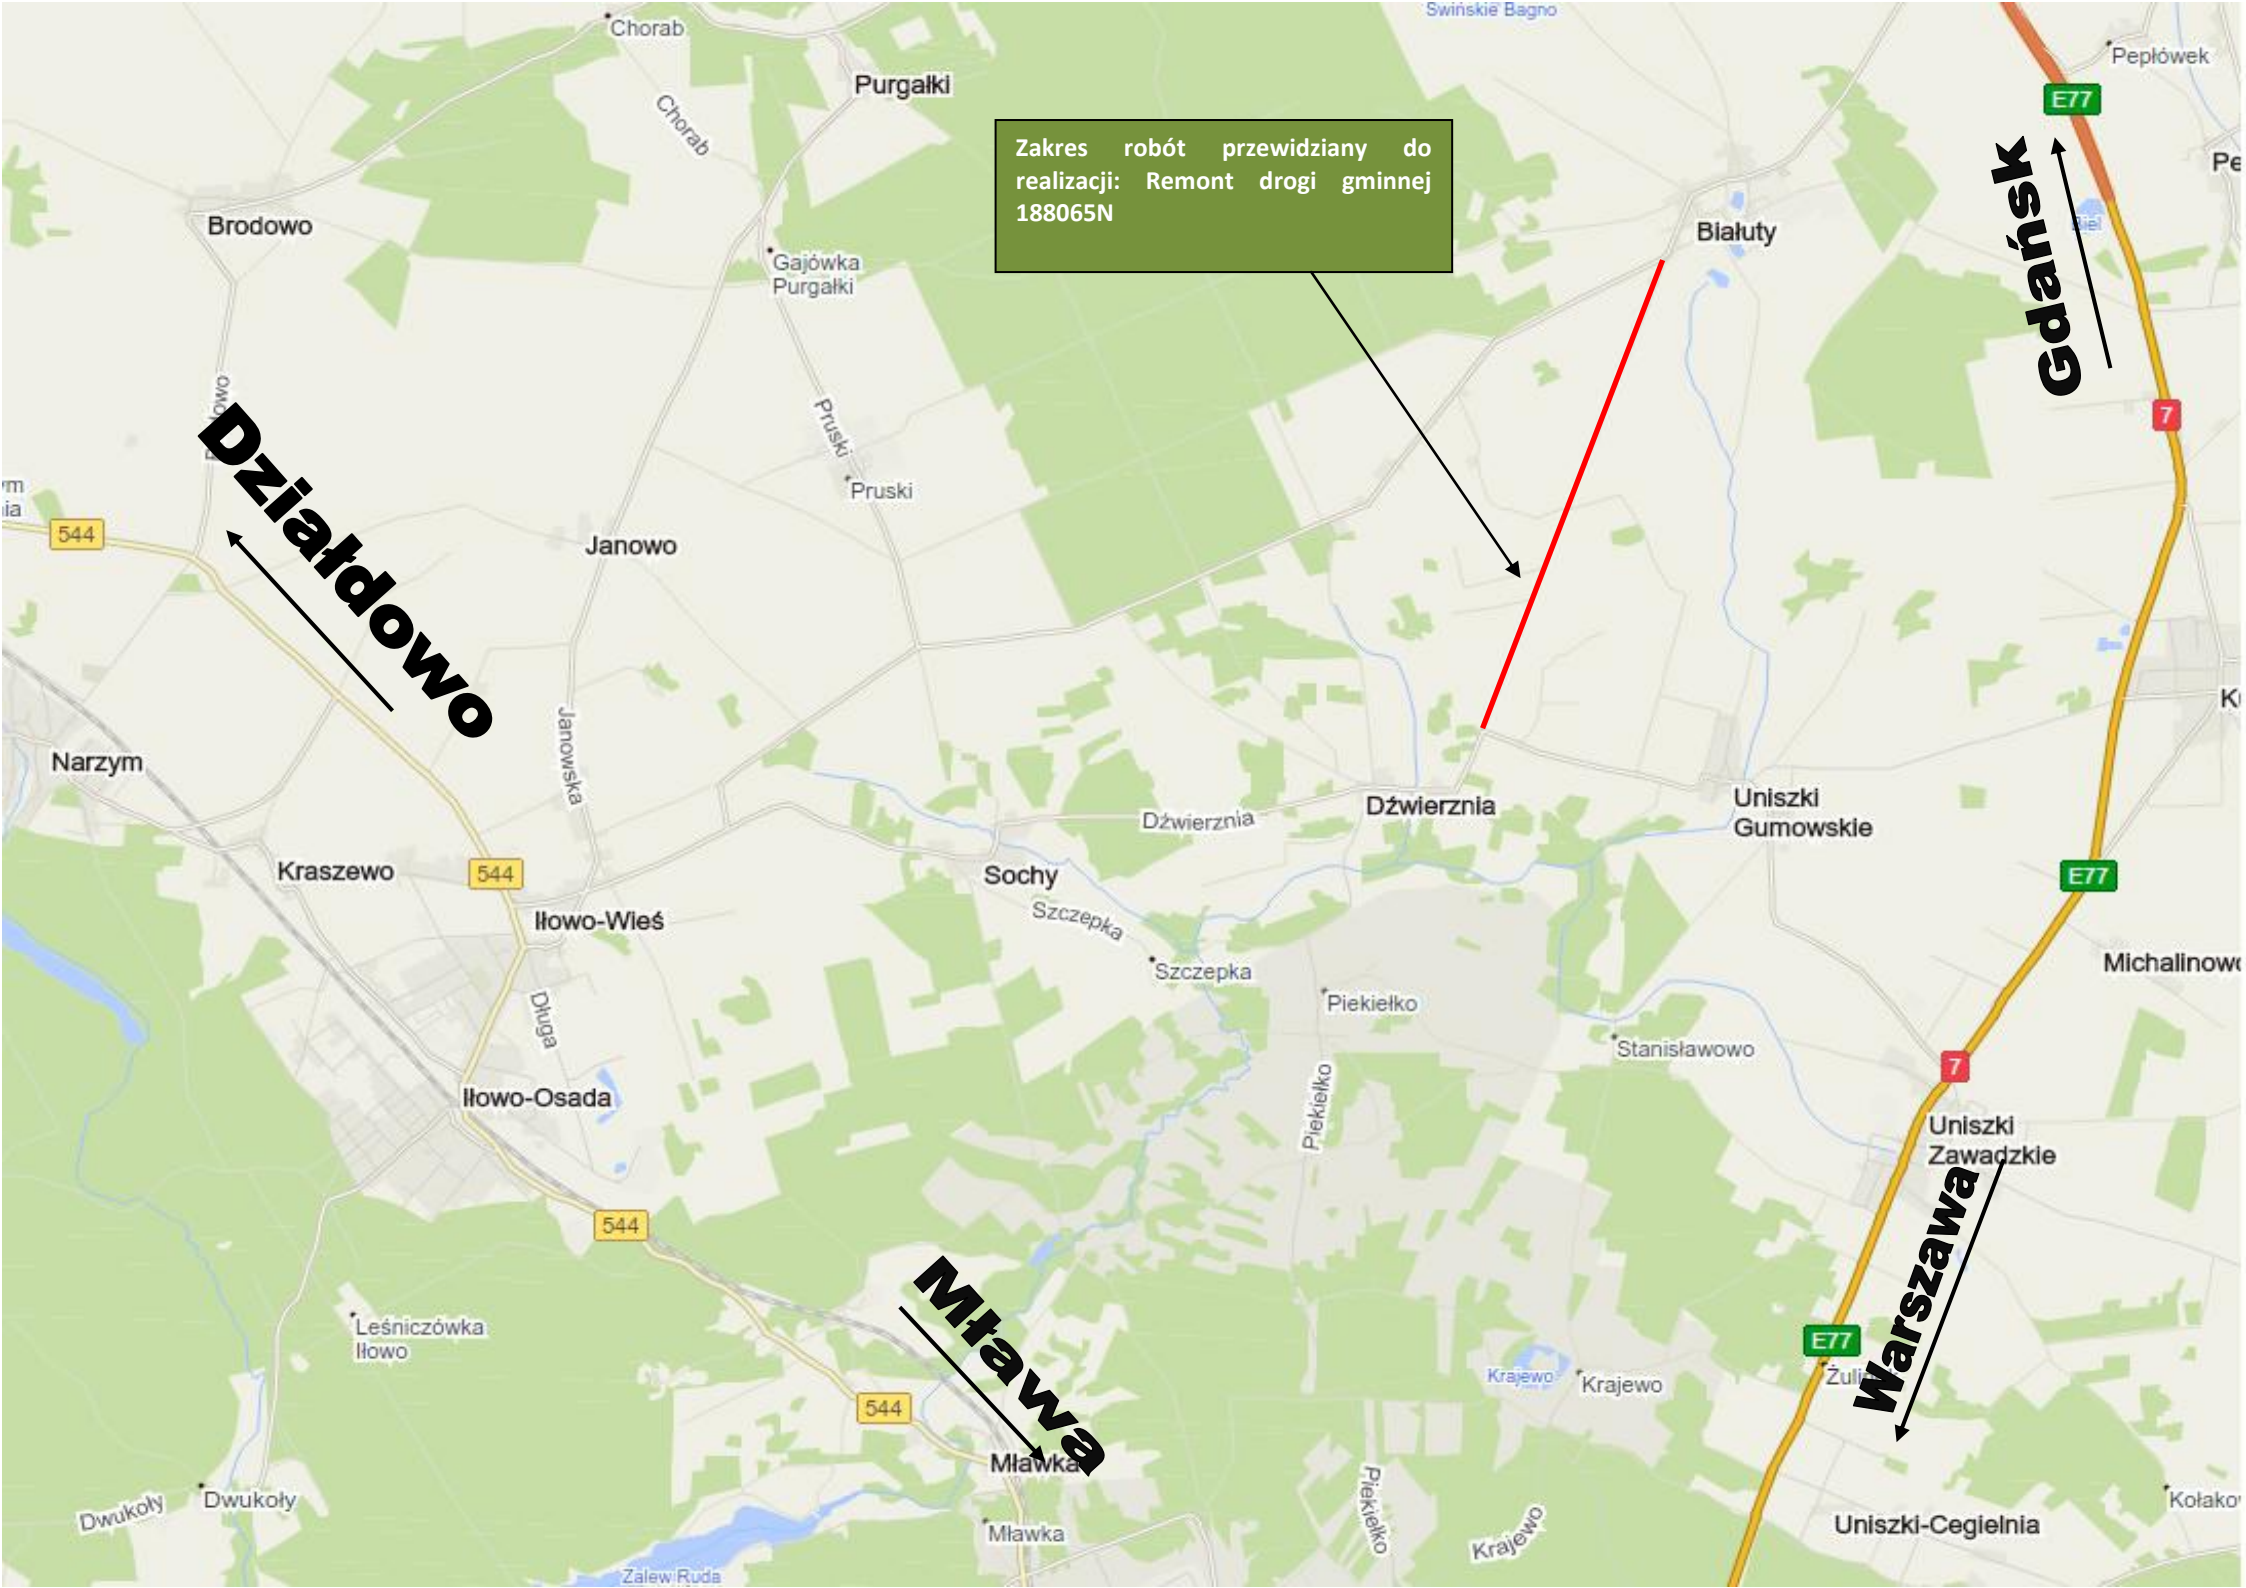 Chorab
Świńskie Bagno
Pepłówek
Purgałki
E77
Chorab
Zakres robót przewidziany do
realizacji: Remont drogi gminnej
188065N
Pe
Gdańsk
Brodowo
Białuty
Biel
Gajówka
Purgałki
Działdowo
Pruski
7
Pruski
544
Janowo
Janowska
Narzym
Dźwierznia
Dźwierznia
Uniszki
Gumowskie
Kraszewo
544
Sochy
E77
Iłowo-Wieś
Szczepka
Szczepka
Michalinowo
Piekiełko
Długa
Stanisławowo
Piekiełko
7
Iłowo-Osada
Uniszki
Zawadzkie
544
Warszawa
Mława
Leśniczówka
Iłowo
E77
Krajewo
Krajewo
544
Mławka
Dwukoły
Dwukoły
Piekiełko
Krajewo
Mławka
Uniszki-Cegielnia
Kołako
Zalew Ruda